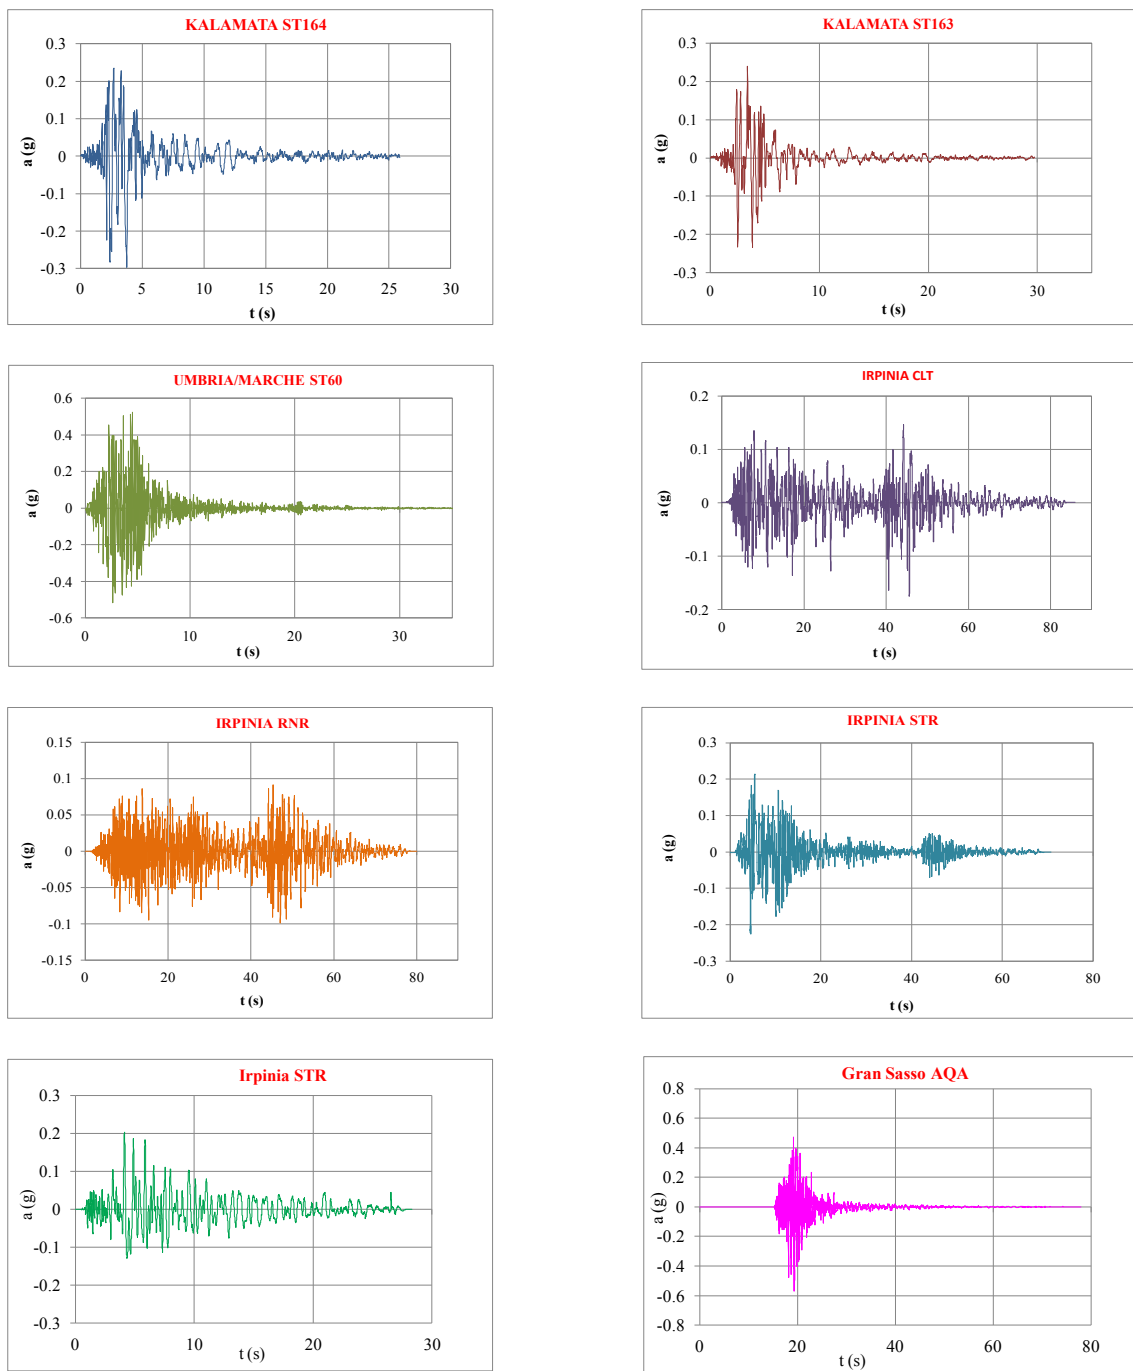 KALAMATA ST164
0.3
0.2
0.1
0
-0.1
-0.2
-0.3
a (g)
0 5 10 15 20 25 30
t (s)
KALAMATA ST163
0.3
0.2
0.1
0
-0.1
-0.2
-0.3
a (g)
0 10 20 30
t (s)
UMBRIA/MARCHE ST60
0.6
0.4
0.2
0
-0.2
-0.4
-0.6
a (g)
0 10 20 30
t (s)
IRPINIA CLT
0.2
0.1
0
-0.1
-0.2
a (g)
0 20 40 60 80
t (s)
IRPINIA RNR
0.15
0.1
0.05
0
-0.05
-0.1
-0.15
a (g)
0 20 40 60 80
t (s)
IRPINIA STR
0.3
0.2
0.1
0
-0.1
-0.2
-0.3
a (g)
0 20 40 60 80
t (s)
Irpinia STR
0.3
0.2
0.1
0
-0.1
-0.2
-0.3
a (g)
0 10 20 30
t (s)
Gran Sasso AQA
0.8
0.6
0.4
0.2
0
-0.2
-0.4
-0.6
-0.8
a (g)
0 20 40 60 80
t (s)